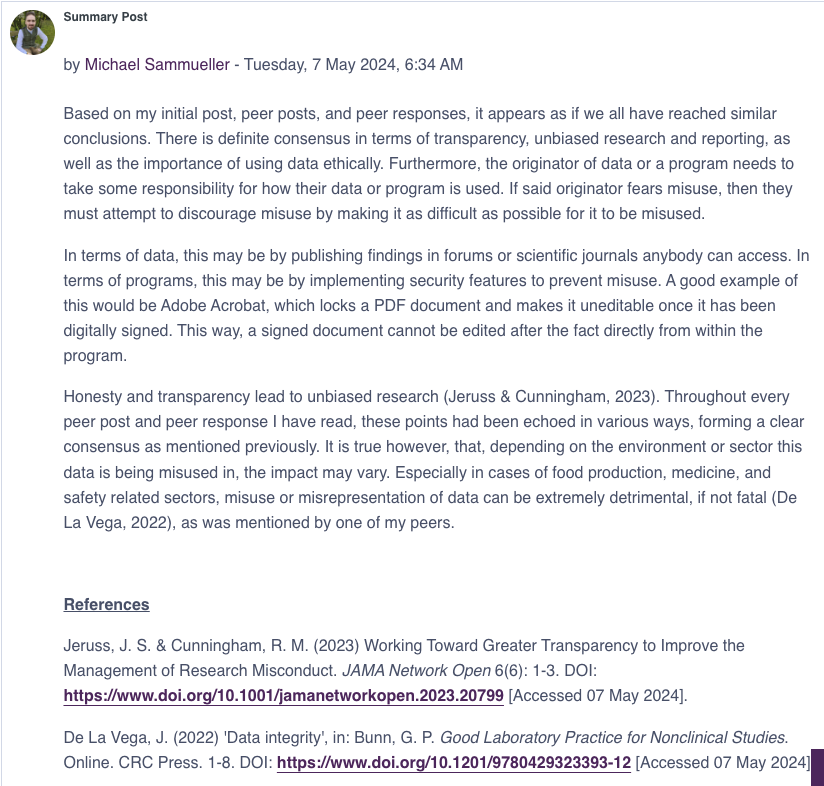 Summary Post
by Michael Sammueller - Tuesday, 7 May 2024, 6:34 AM
Based on my initial post, peer posts, and peer responses, it appears as if we all have reached similar
conclusions. There is definite consensus in terms of transparency, unbiased research and reporting, as
well as the importance of using data ethically. Furthermore, the originator of data or a program needs to
take some responsibility for how their data or program is used. If said originator fears misuse, then they
must attempt to discourage misuse by making it as difficult as possible for it to be misused.
In terms of data, this may be by publishing findings in forums or scientific journals anybody can access. In
terms of programs, this may be by implementing security features to prevent misuse. A good example of
this would be Adobe Acrobat, which locks a PDF document and makes it uneditable once it has been
digitally signed. This way, a signed document cannot be edited after the fact directly from within the
program.
Honesty and transparency lead to unbiased research (Jeruss & Cunningham, 2023). Throughout every
peer post and peer response I have read, these points had been echoed in various ways, forming a clear
consensus as mentioned previously. It is true however, that, depending on the environment or sector this
data is being misused in, the impact may vary. Especially in cases of food production, medicine, and
safety related sectors, misuse or misrepresentation of data can be extremely detrimental, if not fatal (De
La Vega, 2022), as was mentioned by one of my peers.
References
Jeruss, J. S. & Cunningham, R. M. (2023) Working Toward Greater Transparency to Improve the
Management of Research Misconduct. JAMA Network Open 6(6): 1-3. DOI:
https://www.doi.org/10.1001/jamanetworkopen.2023.20799 [Accessed 07 May 2024].
De La Vega, J. (2022) 'Data integrity', in: Bunn, G. P. Good Laboratory Practice for Nonclinical Studies.
Online. CRC Press. 1-8. DOI: https://www.doi.org/10.1201/9780429323393-12 [Accessed 07 May 2024]